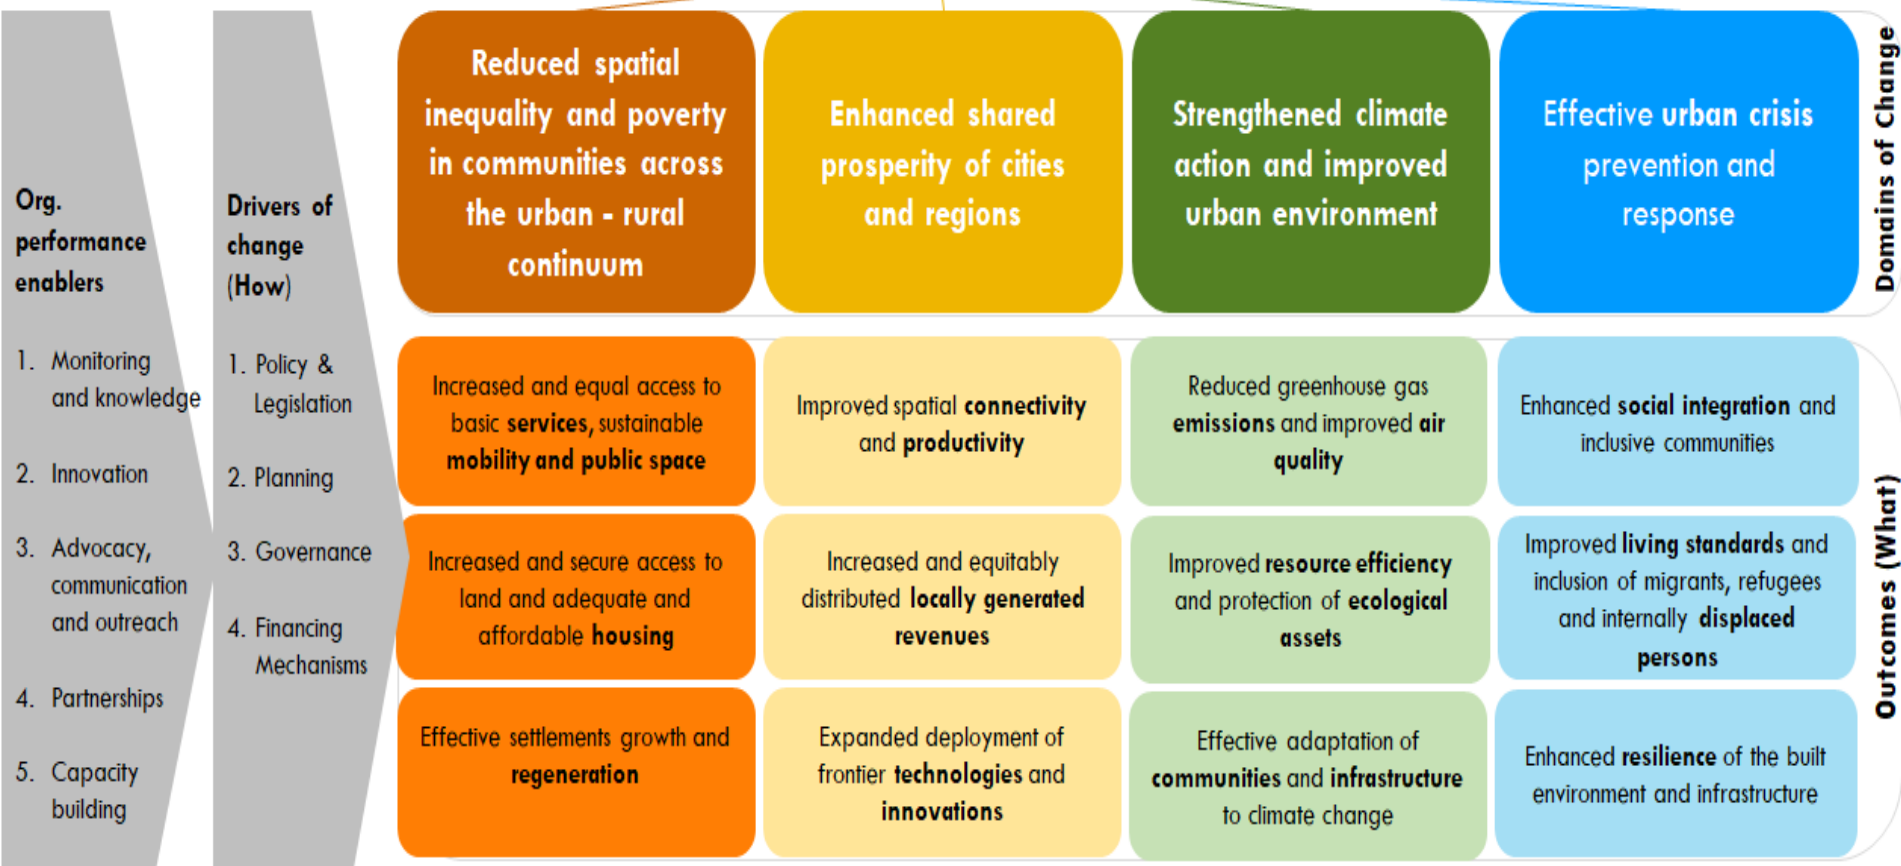 Org.
performance
enablers
1. Monitoring
and knowledge
2. Innovation
3. Advocacy,
communication
and outreach
4. Partnerships
5. Capacity
building
Drivers of
change
(How)
1. Policy &
Legislation
2. Planning
3. Governance
4. Financing
Mechanisms
Reduced spatial
inequality and poverty
in communities across
the urban - rural
continuum
Enhanced shared
prosperity of cities
and regions
Strengthened climate
action and improved
urban environment
Effective urban crisis
prevention and
response
Domains of Change
Increased and equal access to
basic services, sustainable
mobility and public space
Improved spatial connectivity
and productivity
Reduced greenhouse gas
emissions and improved air
quality
Enhanced social integration and
inclusive communities
Increased and secure access to
land and adequate and
affordable housing
Increased and equitably
distributed locally generated
revenues
Improved resource efficiency
and protection of ecological
assets
Improved living standards and
inclusion of migrants, refugees
and internally displaced
persons
Effective settlements growth and
regeneration
Expanded deployment of
frontier technologies and
innovations
Effective adaptation of
communities and infrastructure
to climate change
Enhanced resilience of the built
environment and infrastructure
Outcomes (What)